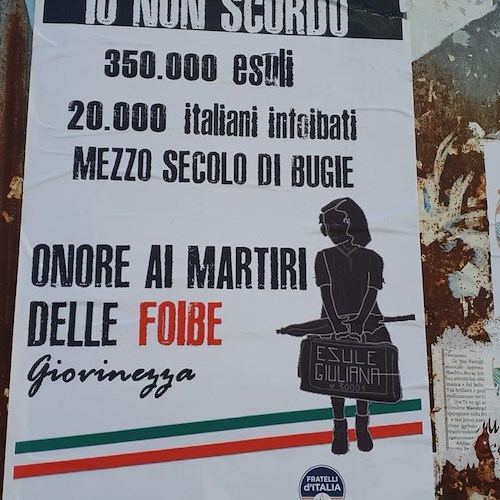 IO NON SCORDO
350.000 esuli
20.000 italiani infoibati
MEZZO SECOLO DI BUGIE
ONORE AI MARTIRI
DELLE FOIBE
Giovinezza
ESULE
GIULIANA
FRATELLI
d'ITALIA